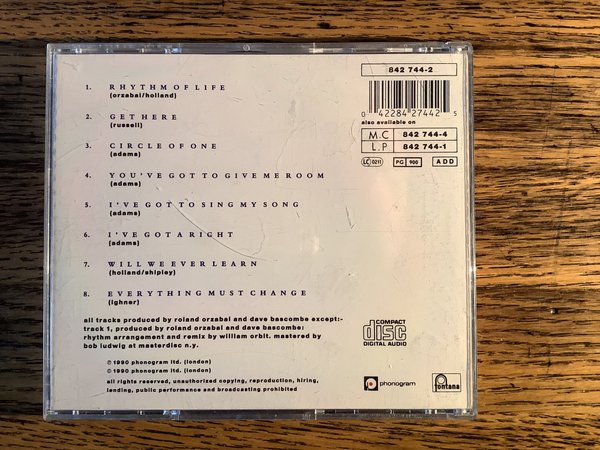 1. RHYTHM OF LIFE
(orzabal/holland)
2. GET HERE
(russell)
3. CIRCLE OF ONE
(adams)
4. YOU'VE GOT TO GIVE ME ROOM
(adams)
5. I'VE GOT TO SING MY SONG
(adams)
6. I'VE GOT A RIGHT
(adams)
7. WILL WE EVER LEARN
(holland/shipley)
8. EVERYTHING MUST CHANGE
(ighner)
all tracks produced by roland orzabal and dave bascombe except:-
track 1, produced by roland orzabal and dave bascombe:
rhythm arrangement and remix by william orbit. mastered by
bob ludwig at masterdisc n.y.
℗ 1990 phonogram ltd. (london)
© 1990 phonogram ltd. (london)
all rights reserved, unauthorized copying, reproduction, hiring,
lending, public performance and broadcasting prohibited
842 744-2
0 42284 27442 5
also available on
M.C 842 744-4
L.P 842 744-1
LC 0211 PG 900 ADD
COMPACT
disc
DIGITAL AUDIO
phonogram
fontana